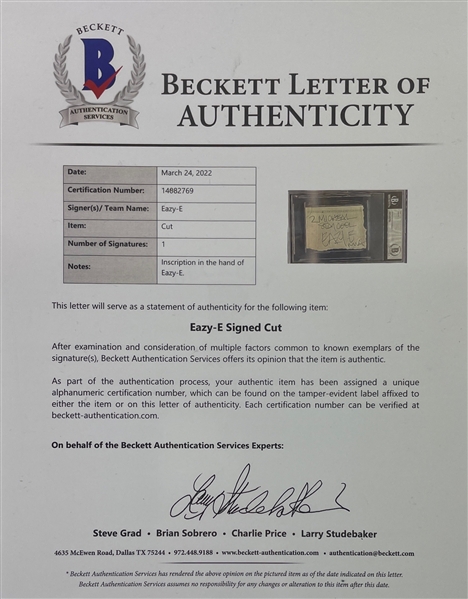 BECKETT
B
AUTHENTICATION
SERVICES
BECKETT LETTER OF
AUTHENTICITY
Date: March 24, 2022
Certification Number: 14882769
Signer(s)/ Team Name: Eazy-E
Item: Cut
Number of Signatures: 1
Notes: Inscription in the hand of
Eazy-E.
This letter will serve as a statement of authenticity for the following item:
Eazy-E Signed Cut
After examination and consideration of multiple factors common to known exemplars of the
signature(s), Beckett Authentication Services offers its opinion that the item is authentic.
As part of the authentication process, your authentic item has been assigned a unique
alphanumeric certification number, which can be found on the tamper-evident label affixed to
either the item or on this letter of authenticity. Each certification number can be verified at
beckett-authentication.com.
On behalf of the Beckett Authentication Services Experts:
Larry Studebaker
Steve Grad • Brian Sobrero • Charlie Price • Larry Studebaker
4635 McEwen Road, Dallas TX 75244 • 972.448.9188 • www.beckett-authentication.com • authentication@beckett.com
* Beckett Authentication Services has rendered the above opinion on the pictured item as of the date indicated on this letter.
Beckett Authentication Services assumes no responsibility for any changes or alteration to this item after this date.